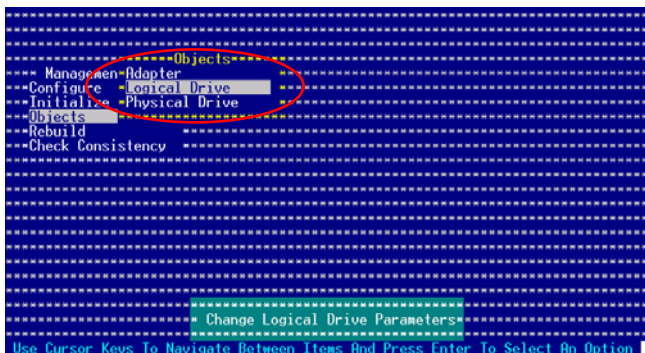 Objects
Managemen Adapter
Configure Logical Drive
Initialize Physical Drive
Objects
Rebuild
Check Consistency
Change Logical Drive Parameters
Use Cursor Keys To Navigate Between Items And Press Enter To Select An Option